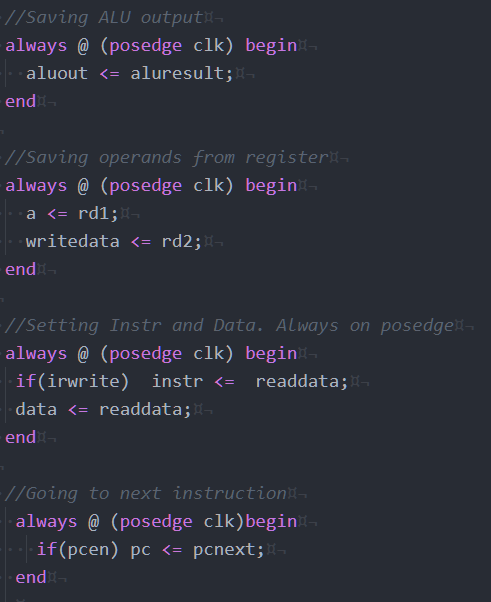 //Saving ALU output
always @ (posedge clk) begin
  aluout <= aluresult;
end

//Saving operands from register
always @ (posedge clk) begin
  a <= rd1;
  writedata <= rd2;
end

//Setting Instr and Data. Always on posedge
always @ (posedge clk) begin
 if(irwrite)  instr <=  readdata;
 data <= readdata;
end

//Going to next instruction
 always @ (posedge clk)begin
   if(pcen) pc <= pcnext;
 end